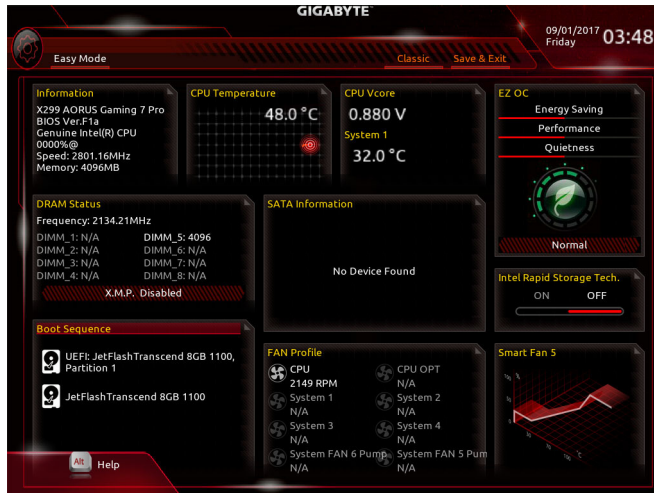 GIGABYTE™
09/01/2017 Friday 03:48
Easy Mode
Classic Save & Exit
Information
X299 AORUS Gaming 7 Pro
BIOS Ver.F1a
Genuine Intel(R) CPU
0000%@
Speed: 2801.16MHz
Memory: 4096MB
CPU Temperature
48.0 °C
CPU Vcore
0.880 V
System 1
32.0 °C
EZ OC
Energy Saving
Performance
Quietness
Normal
DRAM Status
Frequency: 2134.21MHz
DIMM_1: N/A DIMM_5: 4096
DIMM_2: N/A DIMM_6: N/A
DIMM_3: N/A DIMM_7: N/A
DIMM_4: N/A DIMM_8: N/A
X.M.P. Disabled
SATA Information
No Device Found
Intel Rapid Storage Tech.
ON OFF
Boot Sequence
UEFI: JetFlashTranscend 8GB 1100,
Partition 1
JetFlashTranscend 8GB 1100
FAN Profile
CPU CPU OPT
2149 RPM N/A
System 1 System 2
N/A N/A
System 3 System 4
N/A N/A
System FAN 6 Pump System FAN 5 Pum
N/A N/A
Smart Fan 5
Alt Help